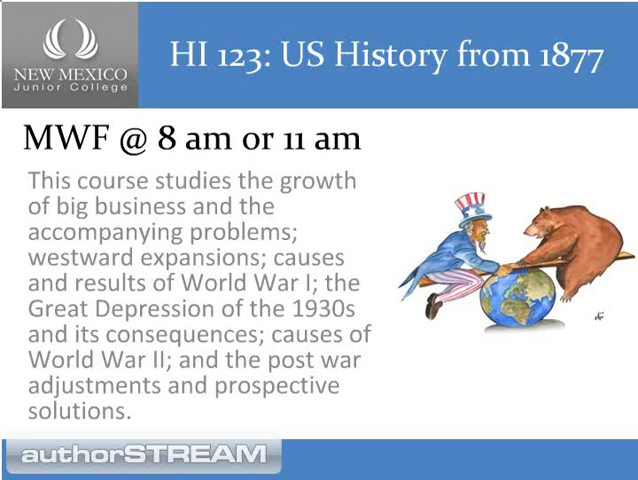 NEW MEXICO
Junior College
HI 123: US History from 1877
MWF @ 8 am or 11 am
This course studies the growth
of big business and the
accompanying problems;
westward expansions; causes
and results of World War I; the
Great Depression of the 1930s
and its consequences; causes of
World War II; and the post war
adjustments and prospective
solutions.
authorSTREAM